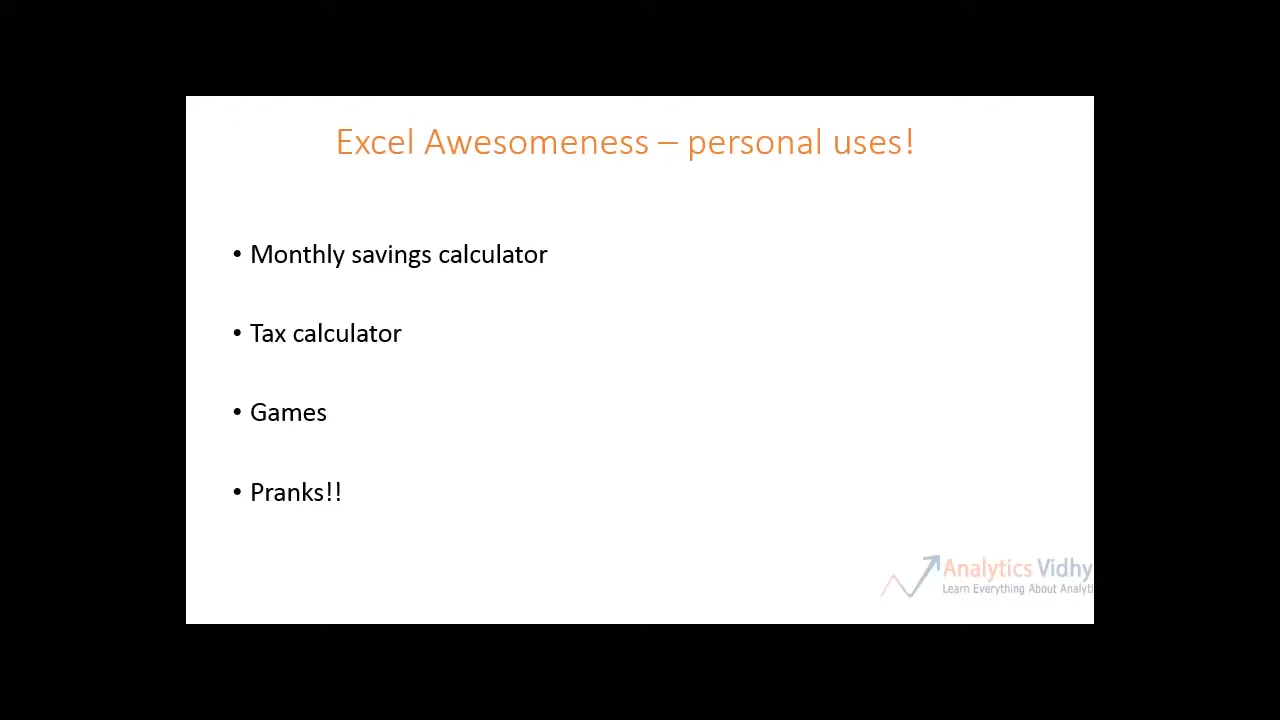 Excel Awesomeness – personal uses!
• Monthly savings calculator
• Tax calculator
• Games
• Pranks!!
Analytics Vidhy
Learn Everything About Analyti